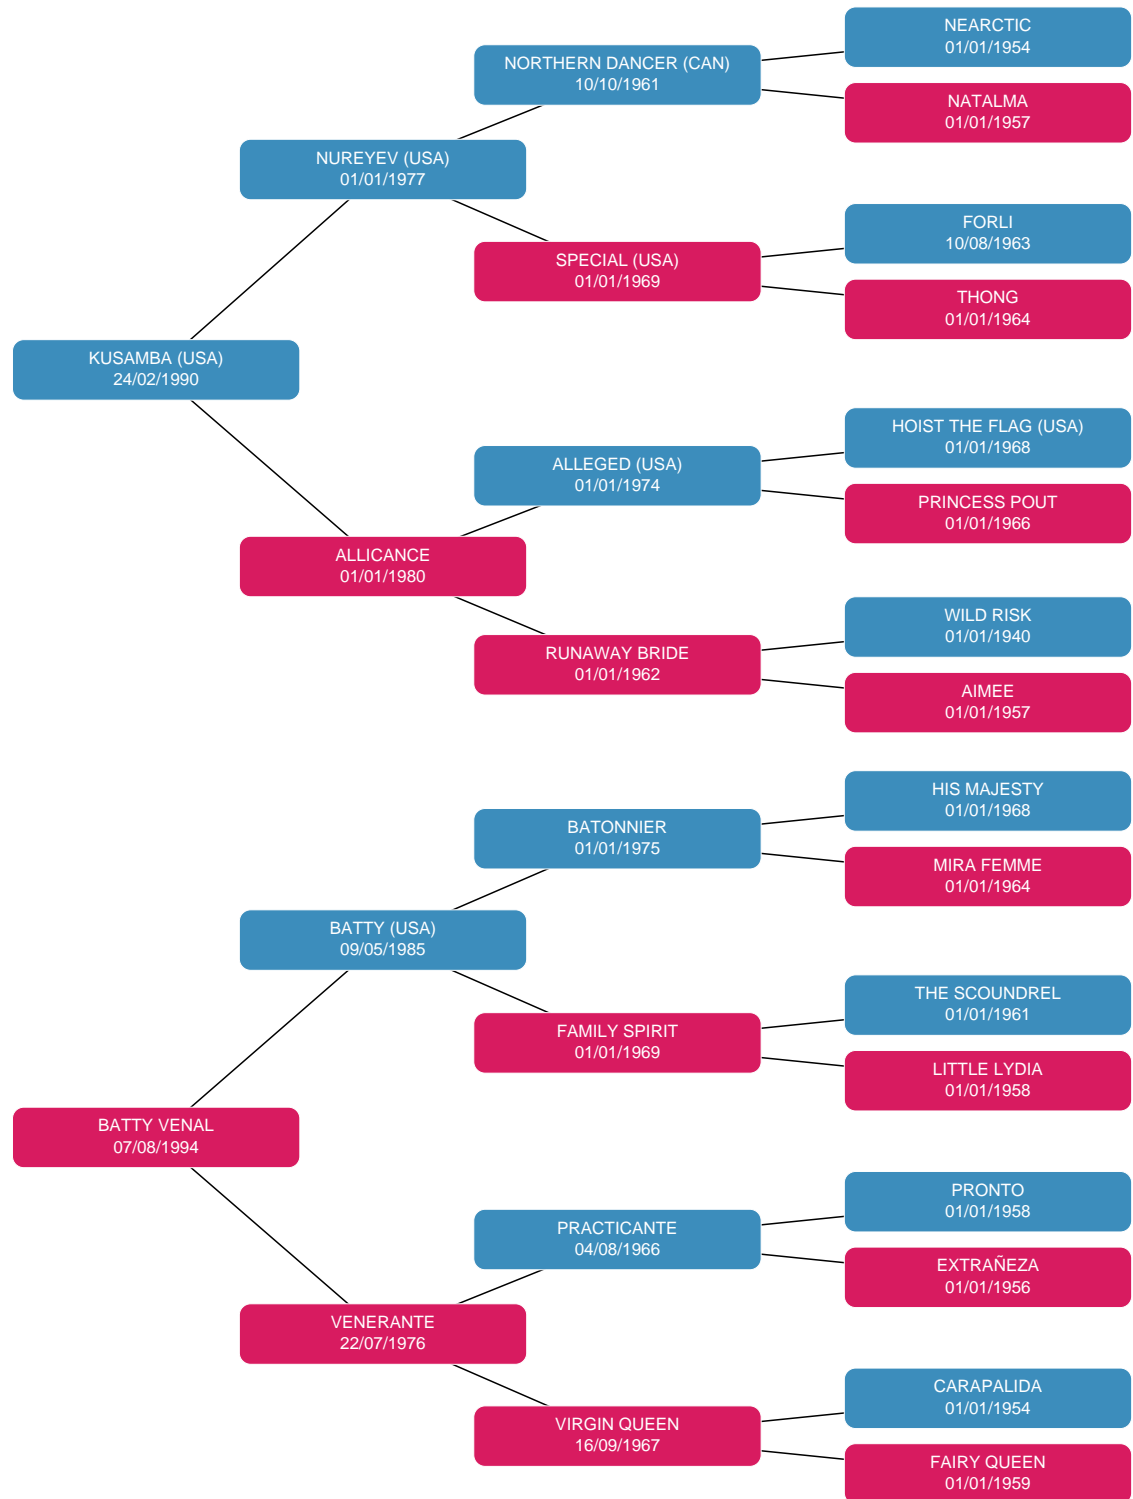 NEARCTIC
01/01/1954
NORTHERN DANCER (CAN)
10/10/1961
NATALMA
01/01/1957
NUREYEV (USA)
01/01/1977
FORLI
10/08/1963
SPECIAL (USA)
01/01/1969
THONG
01/01/1964
KUSAMBA (USA)
24/02/1990
HOIST THE FLAG (USA)
01/01/1968
ALLEGED (USA)
01/01/1974
PRINCESS POUT
01/01/1966
ALLICANCE
01/01/1980
WILD RISK
01/01/1940
RUNAWAY BRIDE
01/01/1962
AIMEE
01/01/1957
HIS MAJESTY
01/01/1968
BATONNIER
01/01/1975
MIRA FEMME
01/01/1964
BATTY (USA)
09/05/1985
THE SCOUNDREL
01/01/1961
FAMILY SPIRIT
01/01/1969
LITTLE LYDIA
01/01/1958
BATTY VENAL
07/08/1994
PRONTO
01/01/1958
PRACTICANTE
04/08/1966
EXTRAÑEZA
01/01/1956
VENERANTE
22/07/1976
CARAPALIDA
01/01/1954
VIRGIN QUEEN
16/09/1967
FAIRY QUEEN
01/01/1959